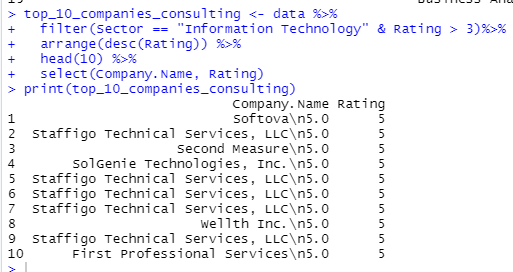 > top_10_companies_consulting <- data %>%
+   filter(Sector == "Information Technology" & Rating > 3)%>%
+   arrange(desc(Rating)) %>%
+   head(10) %>%
+   select(Company.Name, Rating)
> print(top_10_companies_consulting)
Company.Name Rating
1 Softova\n5.0 5
2 Staffigo Technical Services, LLC\n5.0 5
3 Second Measure\n5.0 5
4 SolGenie Technologies, Inc.\n5.0 5
5 Staffigo Technical Services, LLC\n5.0 5
6 Staffigo Technical Services, LLC\n5.0 5
7 Staffigo Technical Services, LLC\n5.0 5
8 Wellth Inc.\n5.0 5
9 Staffigo Technical Services, LLC\n5.0 5
10 First Professional Services\n5.0 5
>